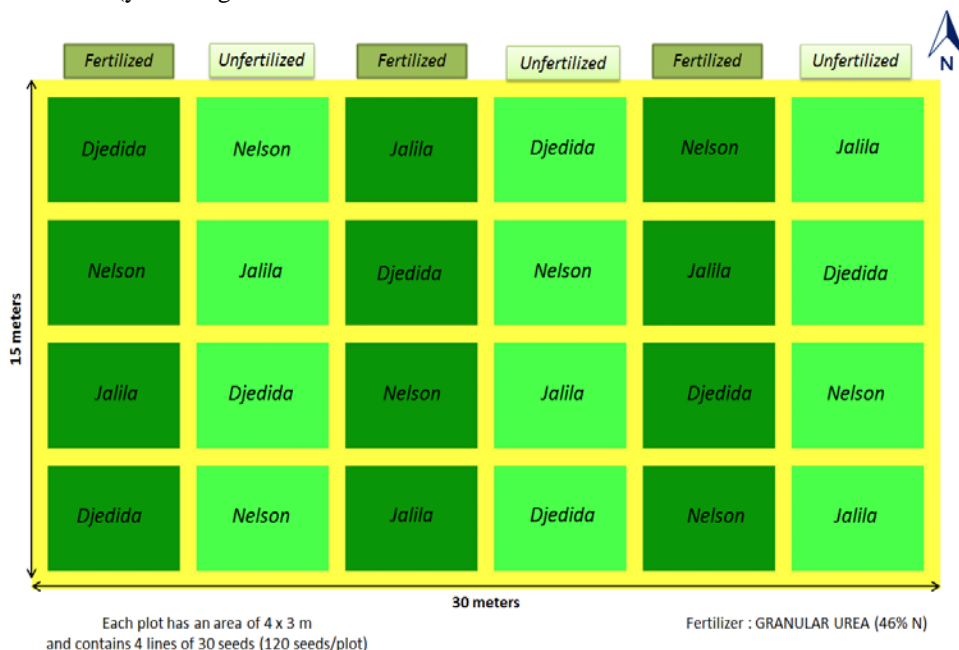 Fertilized Unfertilized Fertilized Unfertilized Fertilized Unfertilized
N
Djedida Nelson Jalila Djedida Nelson Jalila
Nelson Jalila Djedida Nelson Jalila Djedida
Jalila Djedida Nelson Jalila Djedida Nelson
Djedida Nelson Jalila Djedida Nelson Jalila
15 meters
30 meters
Each plot has an area of 4 x 3 m
and contains 4 lines of 30 seeds (120 seeds/plot)
Fertilizer : GRANULAR UREA (46% N)